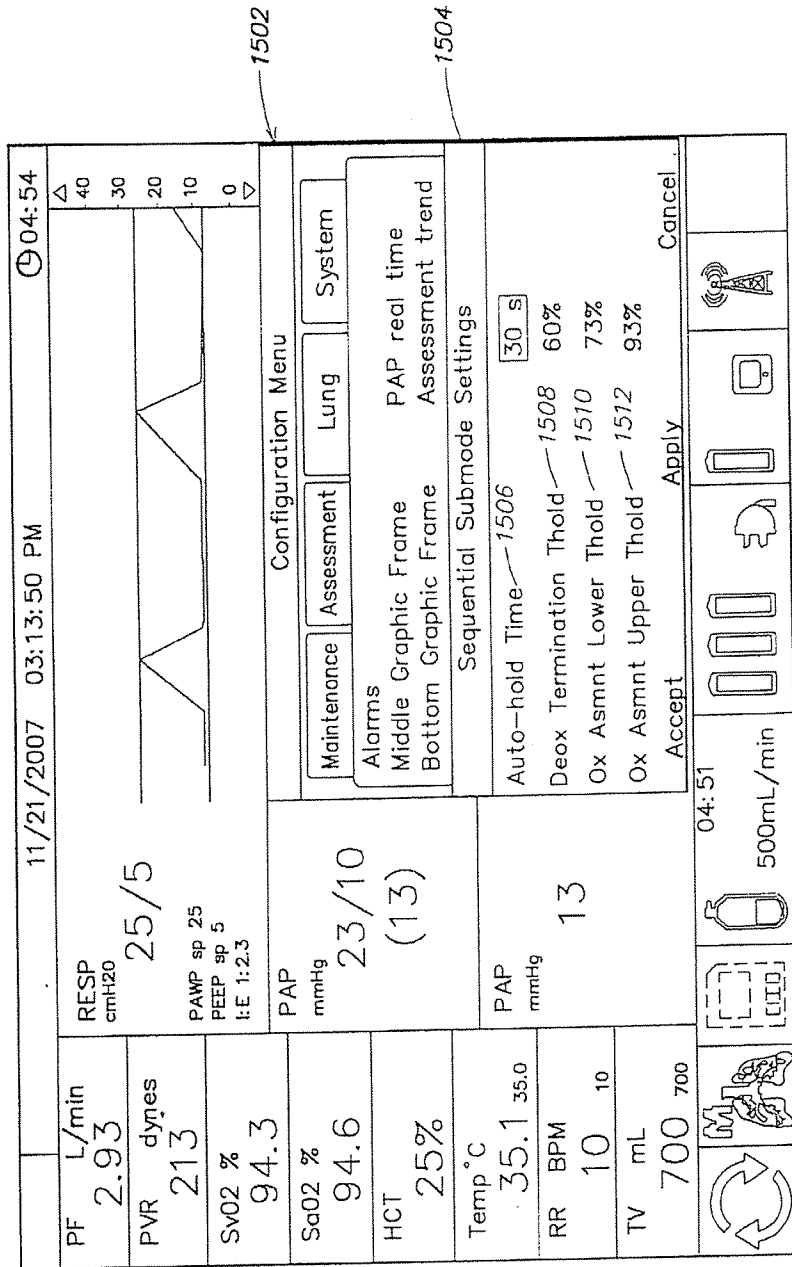 11/21/2007 03:13:50 PM
04:54
PF L/min
2.93
PVR dynes
213
SvO2 %
94.3
SaO2 %
94.6
HCT
25%
Temp°C
35.1 35.0
RR BPM
10 10
TV mL
700 700
RESP
cmH20
25/5
PAWP sp 25
PEEP sp 5
I:E 1:2.3
40
30
20
10
0
PAP
mmHg
23/10
(13)
PAP
mmHg
13
Configuration Menu
1502
Maintenance Assessment Lung System
Alarms
Middle Graphic Frame PAP real time
Bottom Graphic Frame Assessment trend
Sequential Submode Settings
1504
Auto-hold Time 1506 30 s
Deox Termination Thold 1508 60%
Ox Asmnt Lower Thold 1510 73%
Ox Asmt Upper Thold 1512 93%
Accept Apply Cancel
04:51
500mL/min